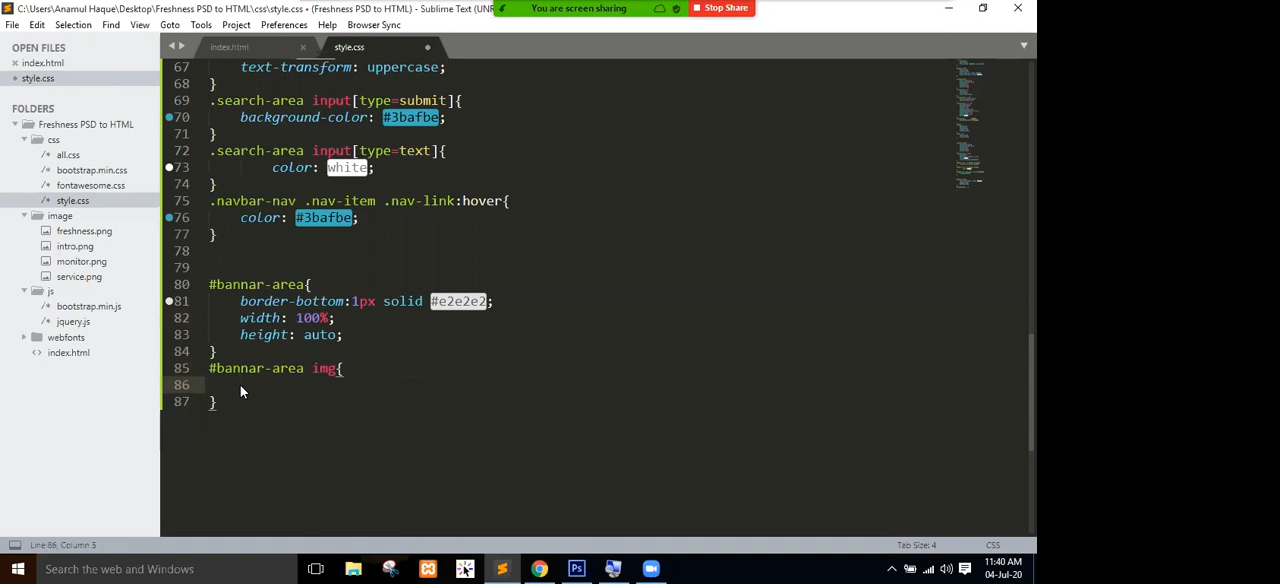 C:\Users\Anamul Haque\Desktop\Freshness PSD to HTML\css\style.css • (Freshness PSD to HTML) - Sublime Text (UNR
You are screen sharing
Stop Share
File Edit Selection Find View Goto Tools Project Preferences Help Browser Sync
OPEN FILES
index.html
style.css
FOLDERS
Freshness PSD to HTML
css
all.css
bootstrap.min.css
fontawesome.css
style.css
image
freshness.png
intro.png
monitor.png
service.png
js
bootstrap.min.js
jquery.js
webfonts
index.html
index.html
style.css
67 text-transform: uppercase;
68 }
69 .search-area input[type=submit]{
70 background-color: #3bafbe;
71 }
72 .search-area input[type=text]{
73 color: white;
74 }
75 .navbar-nav .nav-item .nav-link:hover{
76 color: #3bafbe;
77 }
78
79
80 #bannar-area{
81 border-bottom:1px solid #e2e2e2;
82 width: 100%;
83 height: auto;
84 }
85 #bannar-area img{
86
87 }
Line 86, Column 5
Tab Size: 4
CSS
Search the web and Windows
11:40 AM
04-Jul-20